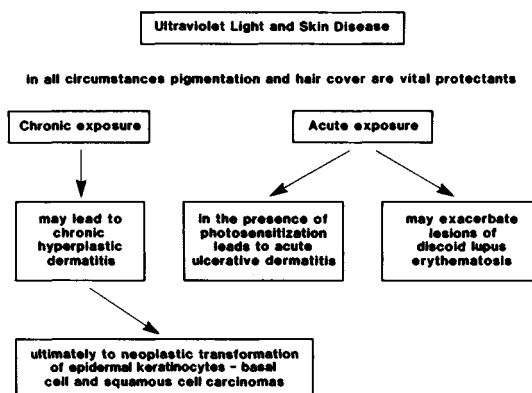 Ultraviolet Light and Skin Disease
in all circumstances pigmentation and hair cover are vital protectants
Chronic exposure
Acute exposure
may lead to
chronic
hyperplastic
dermatitis
in the presence of
photosensitization
leads to acute
ulcerative dermatitis
may exacerbate
lesions of
discoid lupus
erythematosis
ultimately to neoplastic transformation
of epidermal keratinocytes - basal
cell and squamous cell carcinomas